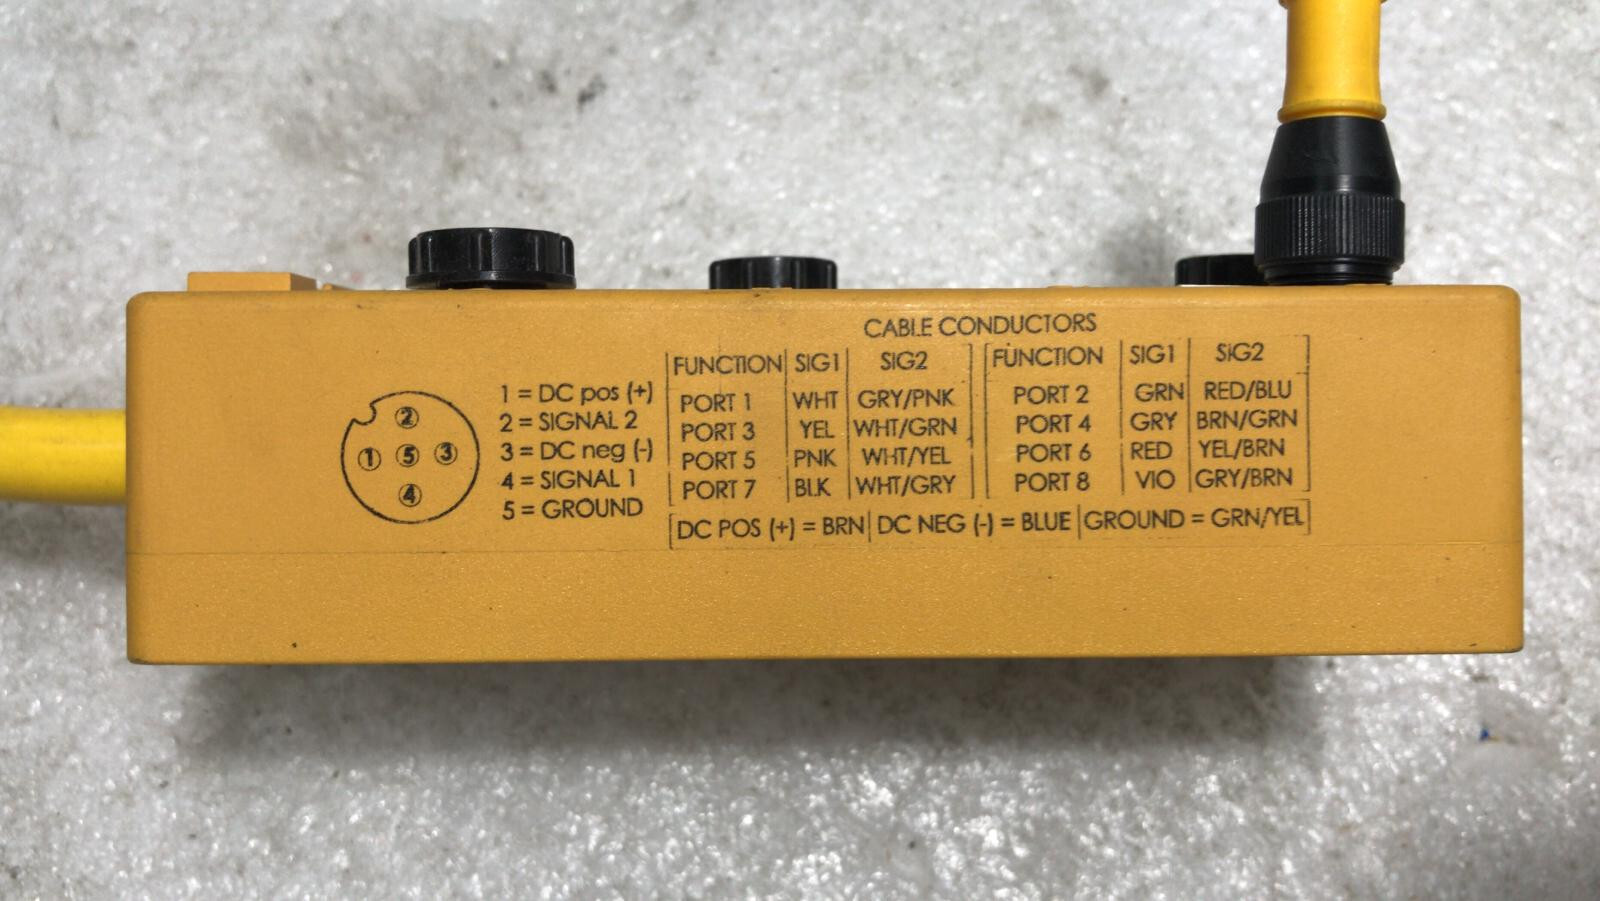 2
1 5 3
4
1 = DC pos (+)
2 = SIGNAL 2
3 = DC neg (-)
4 = SIGNAL 1
5 = GROUND
CABLE CONDUCTORS
FUNCTION SIG1 SIG2 FUNCTION SIG1 SIG2
PORT 1 WHT GRY/PNK PORT 2 GRN RED/BLU
PORT 3 YEL WHT/GRN PORT 4 GRY BRN/GRN
PORT 5 PNK WHT/YEL PORT 6 RED YEL/BRN
PORT 7 BLK WHT/GRY PORT 8 VIO GRY/BRN
DC POS (+) = BRN DC NEG (-) = BLUE GROUND = GRN/YEL